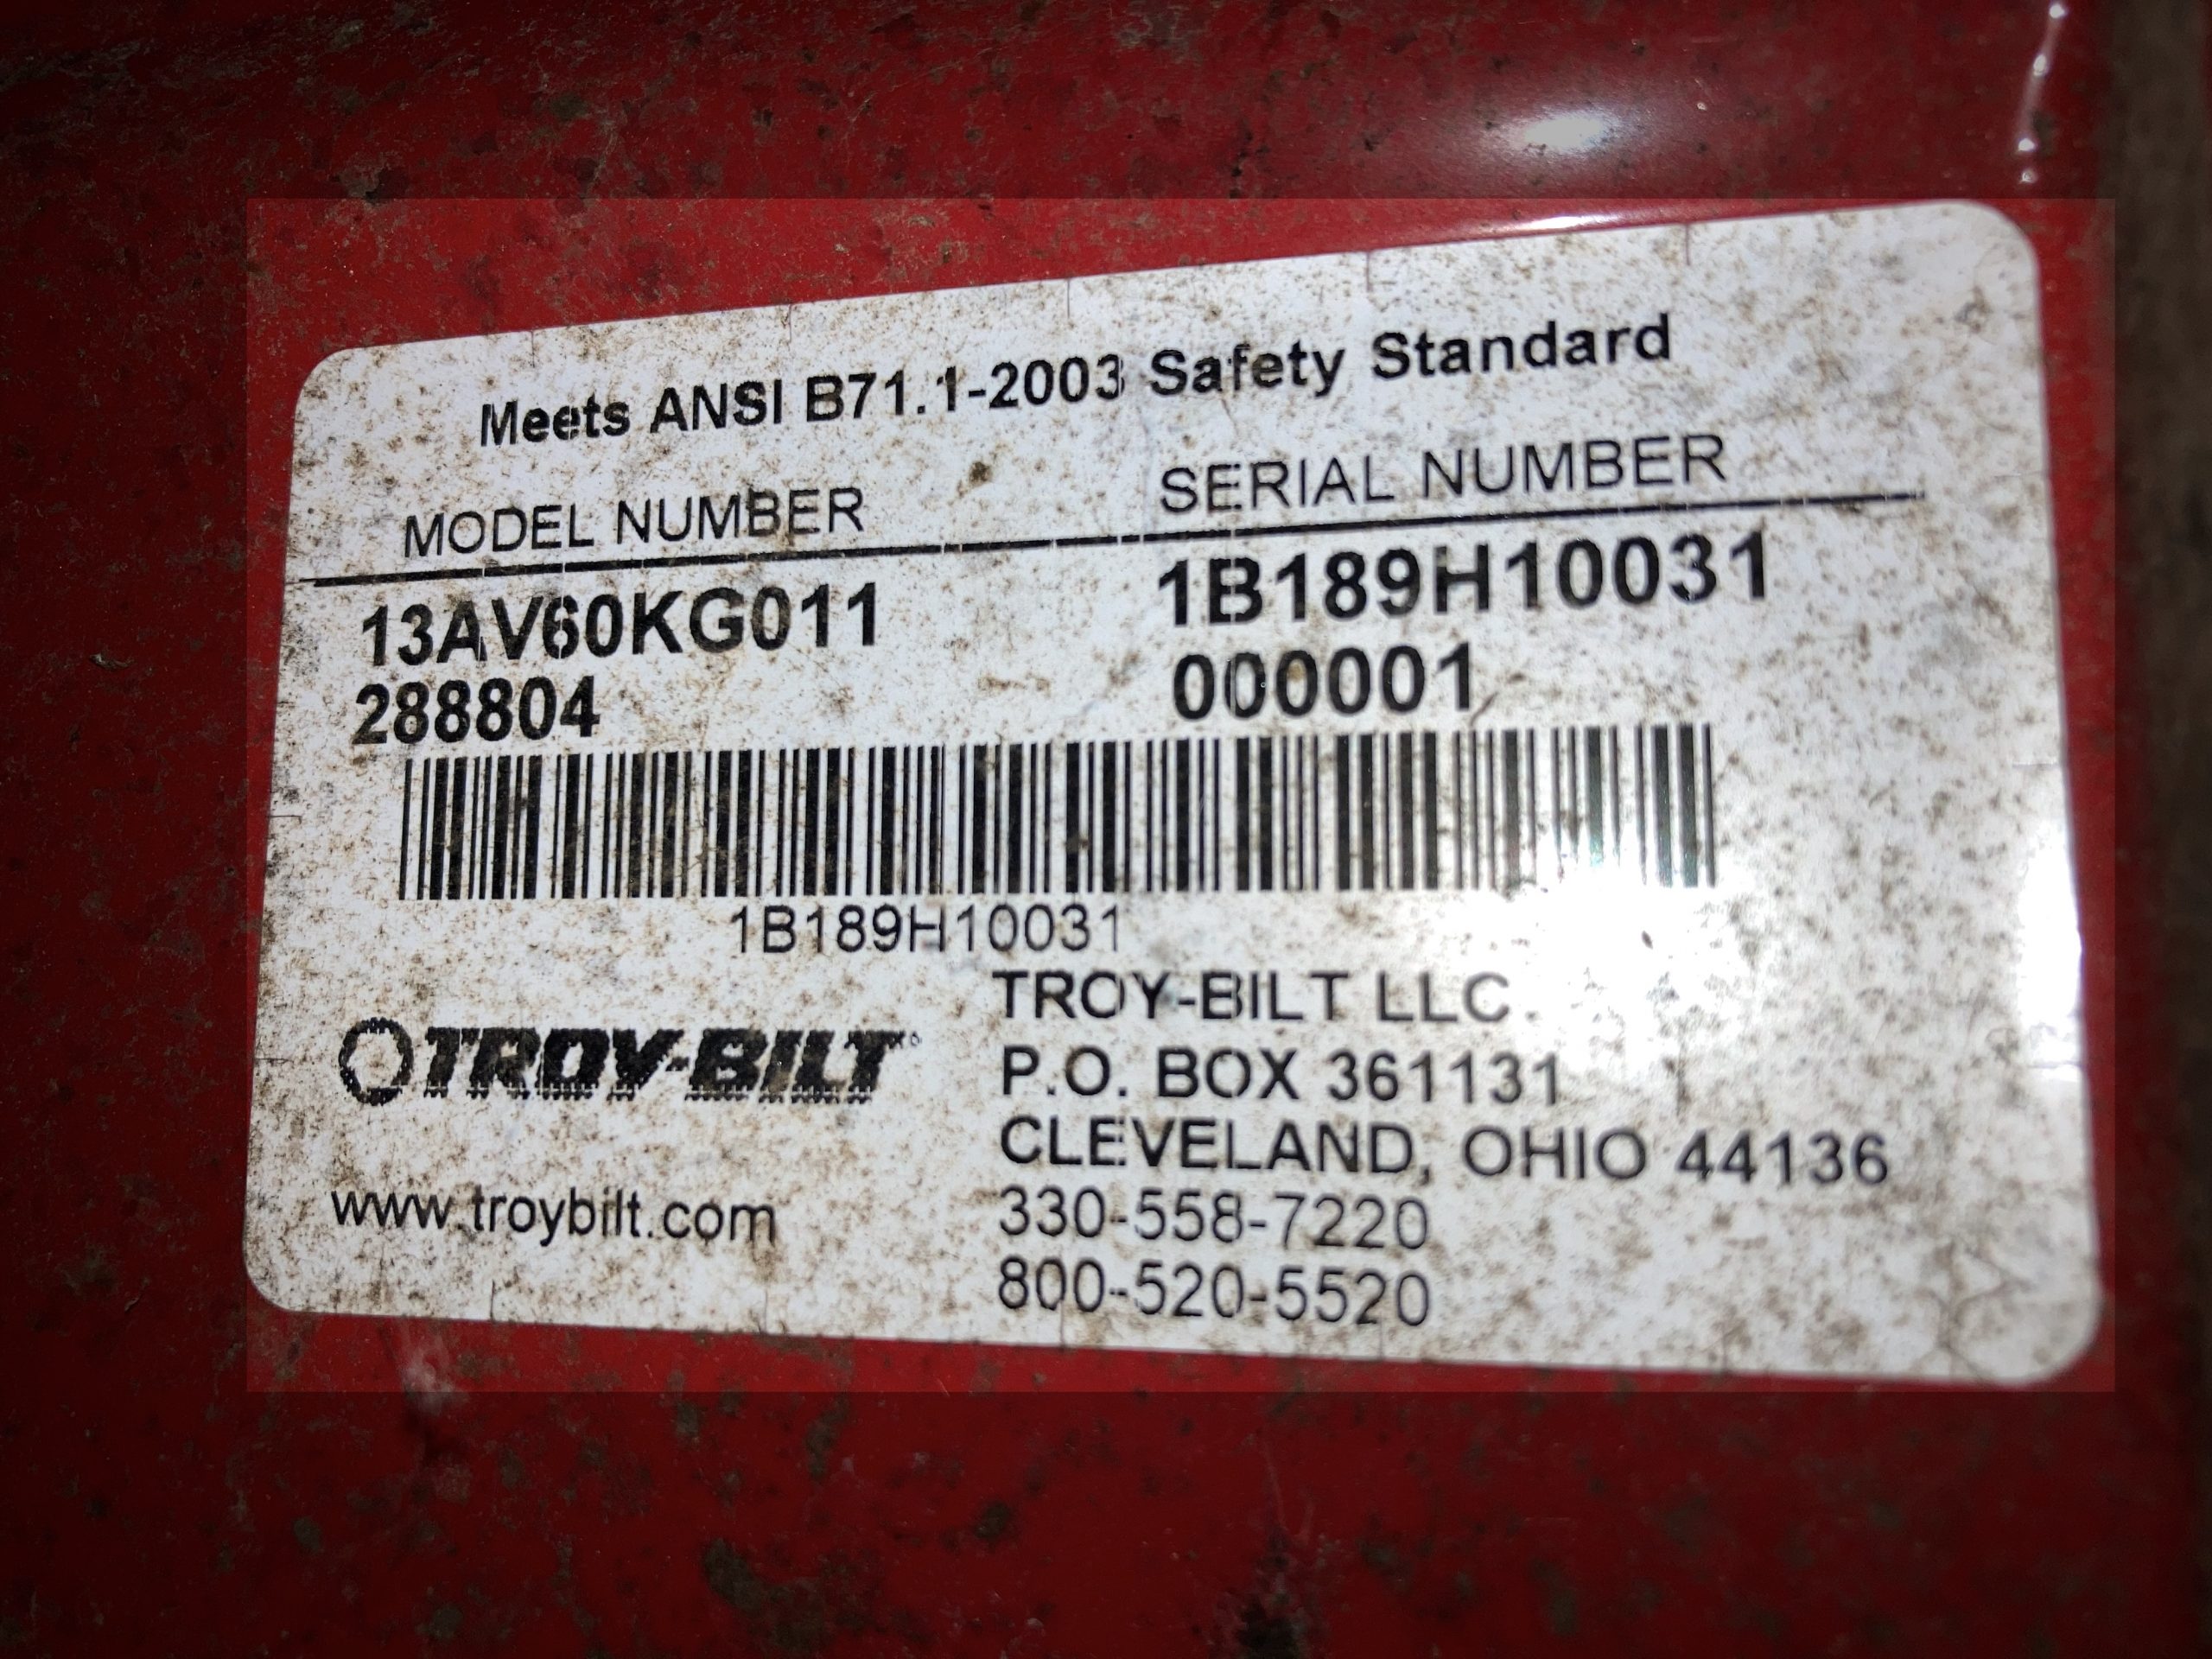 Meets ANSI B71.1-2003 Safety Standard
MODEL NUMBER SERIAL NUMBER
13AV60KG011 1B189H10031
288804 000001
1B189H10031
TROY-BILT TROY-BILT LLC
P.O. BOX 361131
CLEVELAND, OHIO 44136
www.troybilt.com 330-558-7220
800-520-5520